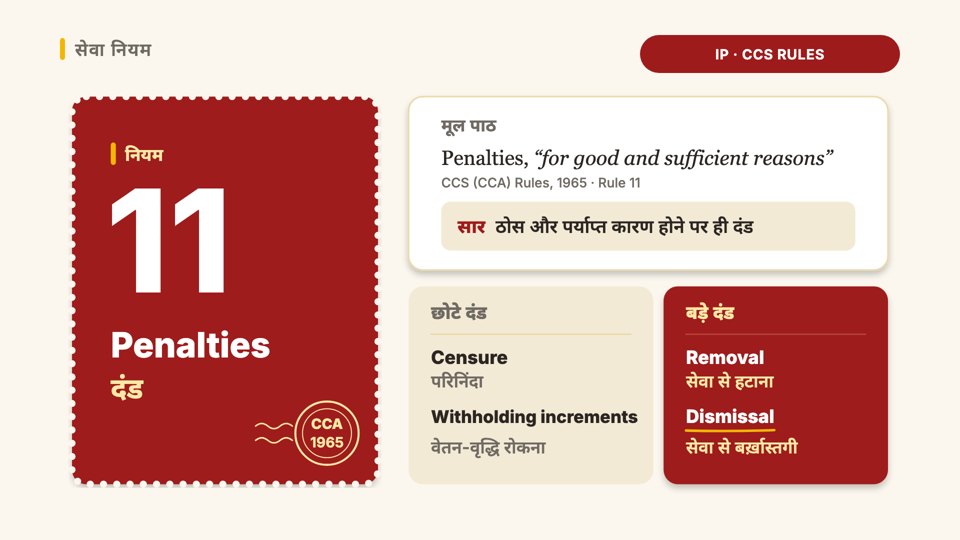 सेवा नियम
IP · CCS RULES
नियम
11
Penalties
दंड
CCA
1965
मूल पाठ
Penalties, “for good and sufficient reasons”
CCS (CCA) Rules, 1965 · Rule 11
सार ठोस और पर्याप्त कारण होने पर ही दंड
छोटे दंड
Censure
परिनिंदा
Withholding increments
वेतन-वृद्धि रोकना
बड़े दंड
Removal
सेवा से हटाना
Dismissal
सेवा से बर्ख़ास्तगी